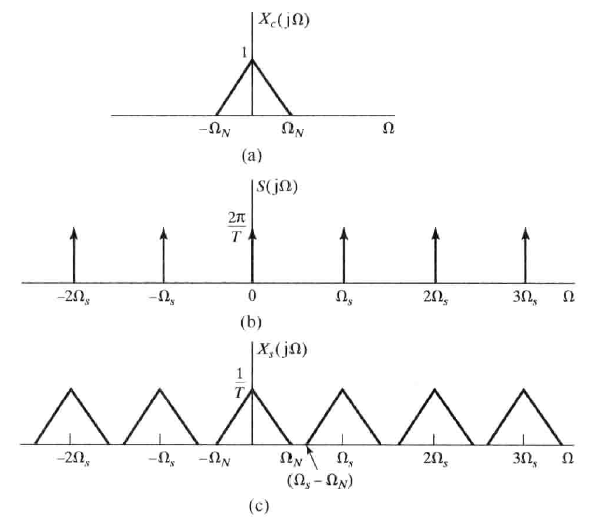 X_c(jΩ)
1
−Ω_N Ω_N Ω
(a)
S(jΩ)
2π
T
−2Ω_s −Ω_s 0 Ω_s 2Ω_s 3Ω_s Ω
(b)
X_s(jΩ)
1
T
−2Ω_s −Ω_s −Ω_N Ω_N Ω_s 2Ω_s 3Ω_s Ω
(Ω_s − Ω_N)
(c)